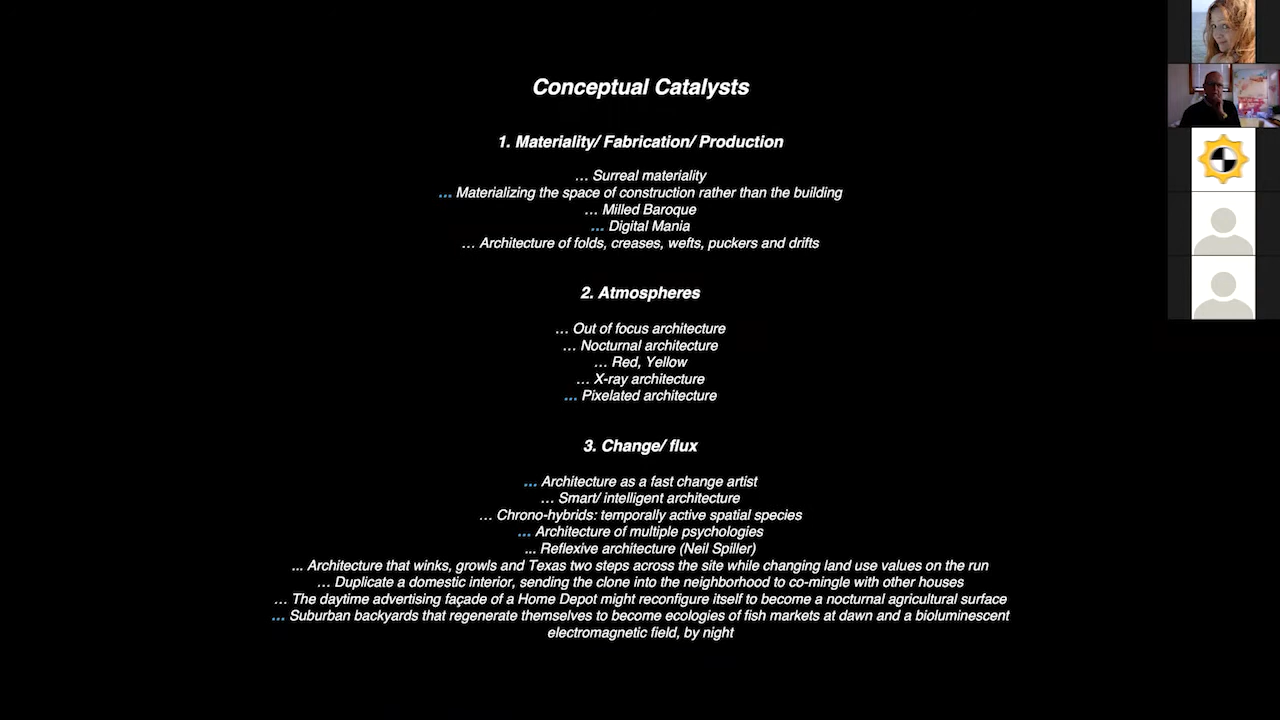 Conceptual Catalysts
1. Materiality/ Fabrication/ Production
… Surreal materiality
… Materializing the space of construction rather than the building
… Milled Baroque
… Digital Mania
… Architecture of folds, creases, wefts, puckers and drifts
2. Atmospheres
… Out of focus architecture
… Nocturnal architecture
… Red, Yellow
… X-ray architecture
… Pixelated architecture
3. Change/ flux
… Architecture as a fast change artist
… Smart/ intelligent architecture
… Chrono-hybrids: temporally active spatial species
… Architecture of multiple psychologies
... Reflexive architecture (Neil Spiller)
... Architecture that winks, growls and Texas two steps across the site while changing land use values on the run
… Duplicate a domestic interior, sending the clone into the neighborhood to co-mingle with other houses
… The daytime advertising façade of a Home Depot might reconfigure itself to become a nocturnal agricultural surface
… Suburban backyards that regenerate themselves to become ecologies of fish markets at dawn and a bioluminescent
electromagnetic field, by night